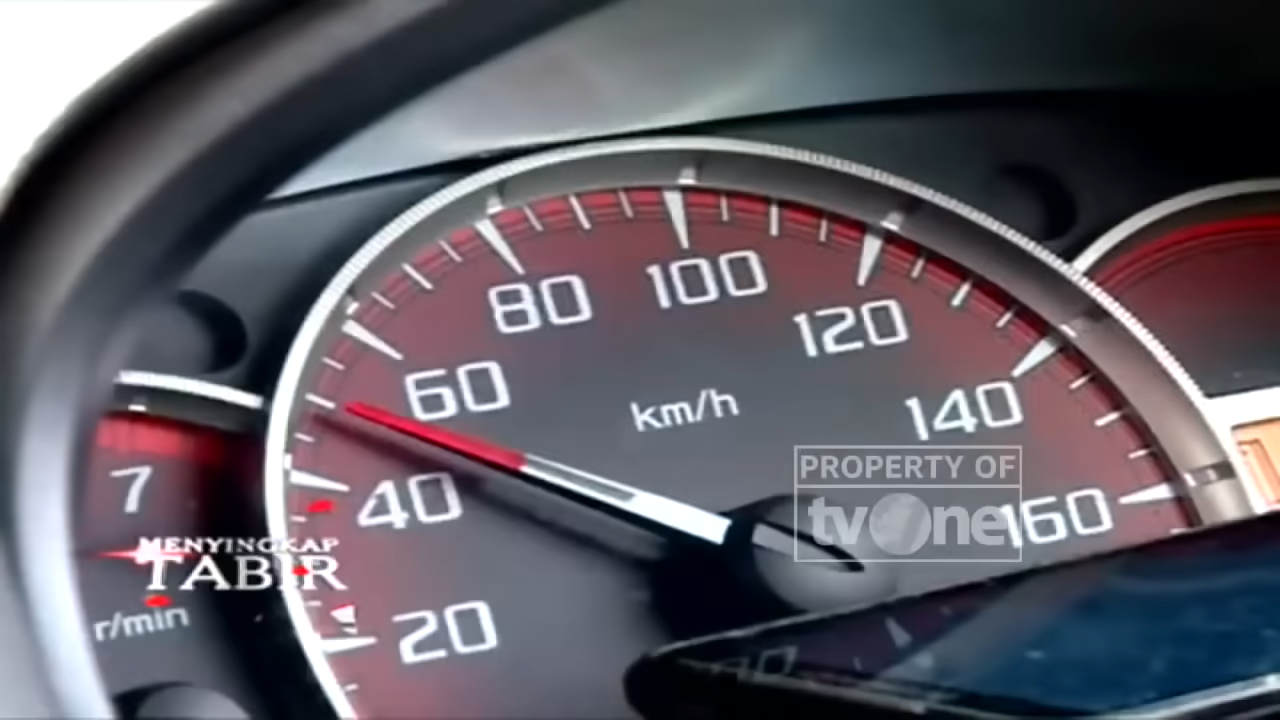 80
100
120
60
km/h
140
PROPERTY OF
tvOne
7
40
160
MENYINGKAP
TABIR
r/min
20